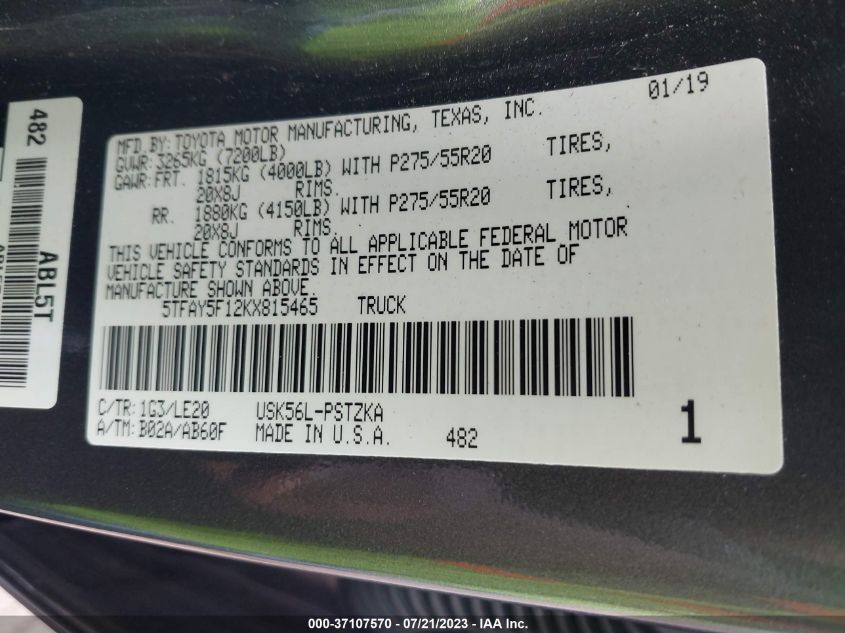 482
ABL5T
01/19
MFD.BY:TOYOTA MOTOR MANUFACTURING, TEXAS, INC.
GVWR:3265KG (7200LB)
GAWR:FRT. 1815KG (4000LB) WITH P275/55R20 TIRES,
20X8J RIMS.
RR. 1880KG (4150LB) WITH P275/55R20 TIRES,
20X8J RIMS.
THIS VEHICLE CONFORMS TO ALL APPLICABLE FEDERAL MOTOR
VEHICLE SAFETY STANDARDS IN EFFECT ON THE DATE OF
MANUFACTURE SHOWN ABOVE.
5TFAY5F12KX815465 TRUCK
C/TR:1G3/LE20 USK56L-PSTZKA
A/TM:B02A/AB60F MADE IN U.S.A. 482
1
000-37107570 — 07/21/2023 - IAA Inc.